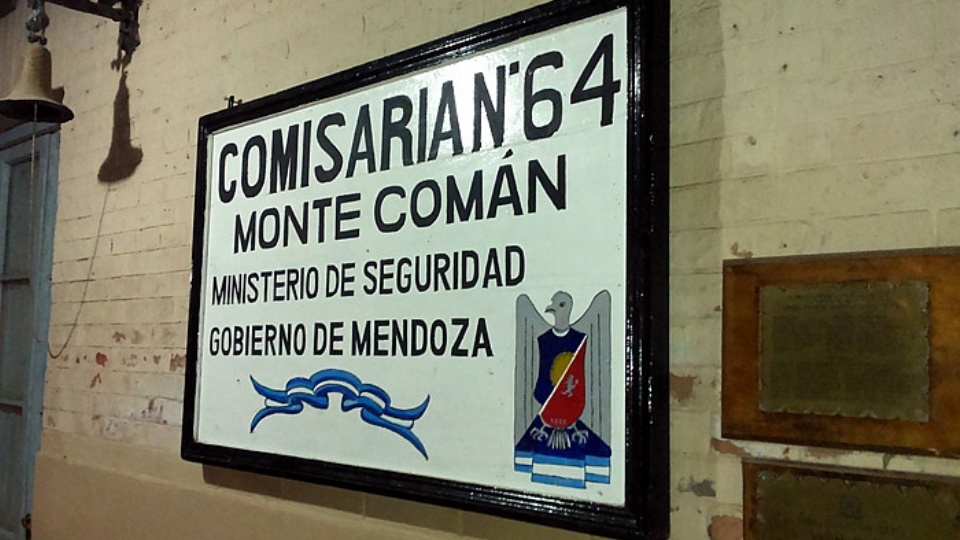 COMISARIA N°64
MONTE COMÁN
MINISTERIO DE SEGURIDAD
GOBIERNO DE MENDOZA